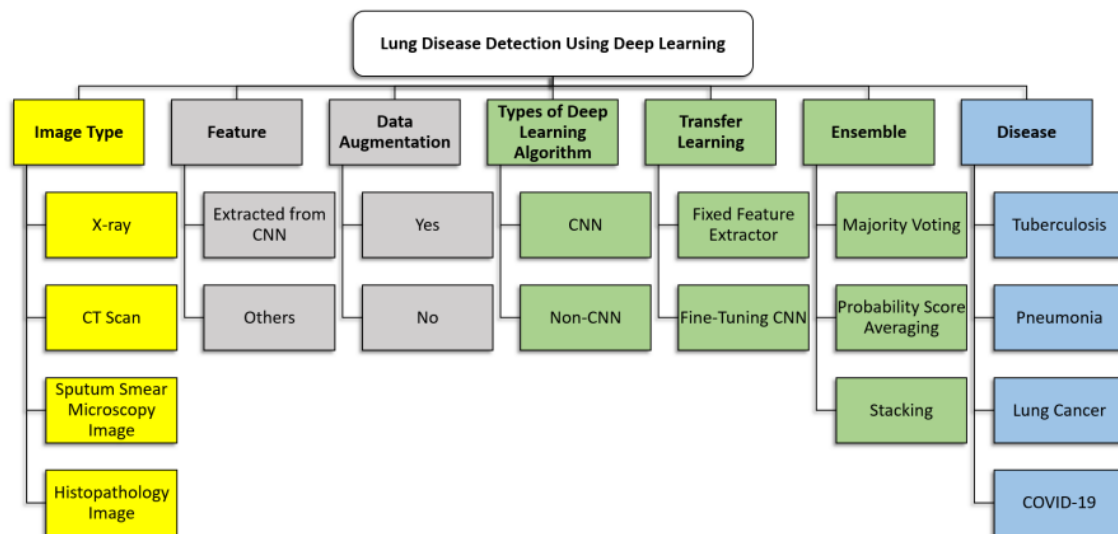 Lung Disease Detection Using Deep Learning
Image Type
X-ray
CT Scan
Sputum Smear
Microscopy
Image
Histopathology
Image
Feature
Extracted from
CNN
Others
Data
Augmentation
Yes
No
Types of Deep
Learning
Algorithm
CNN
Non-CNN
Transfer
Learning
Fixed Feature
Extractor
Fine-Tuning CNN
Ensemble
Majority Voting
Probability Score
Averaging
Stacking
Disease
Tuberculosis
Pneumonia
Lung Cancer
COVID-19